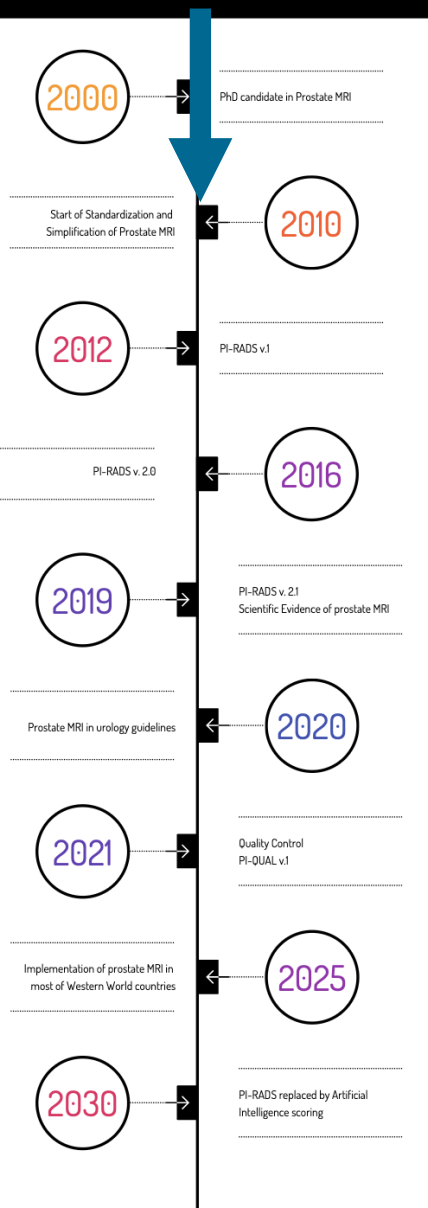 2000
PhD candidate in Prostate MRI
Start of Standardization and
Simplification of Prostate MRI
2010
2012
PI-RADS v.1
PI-RADS v. 2.0
2016
2019
PI-RADS v. 2.1
Scientific Evidence of prostate MRI
Prostate MRI in urology guidelines
2020
2021
Quality Control
PI-QUAL v.1
Implementation of prostate MRI in
most of Western World countries
2025
2030
PI-RADS replaced by Artificial
Intelligence scoring